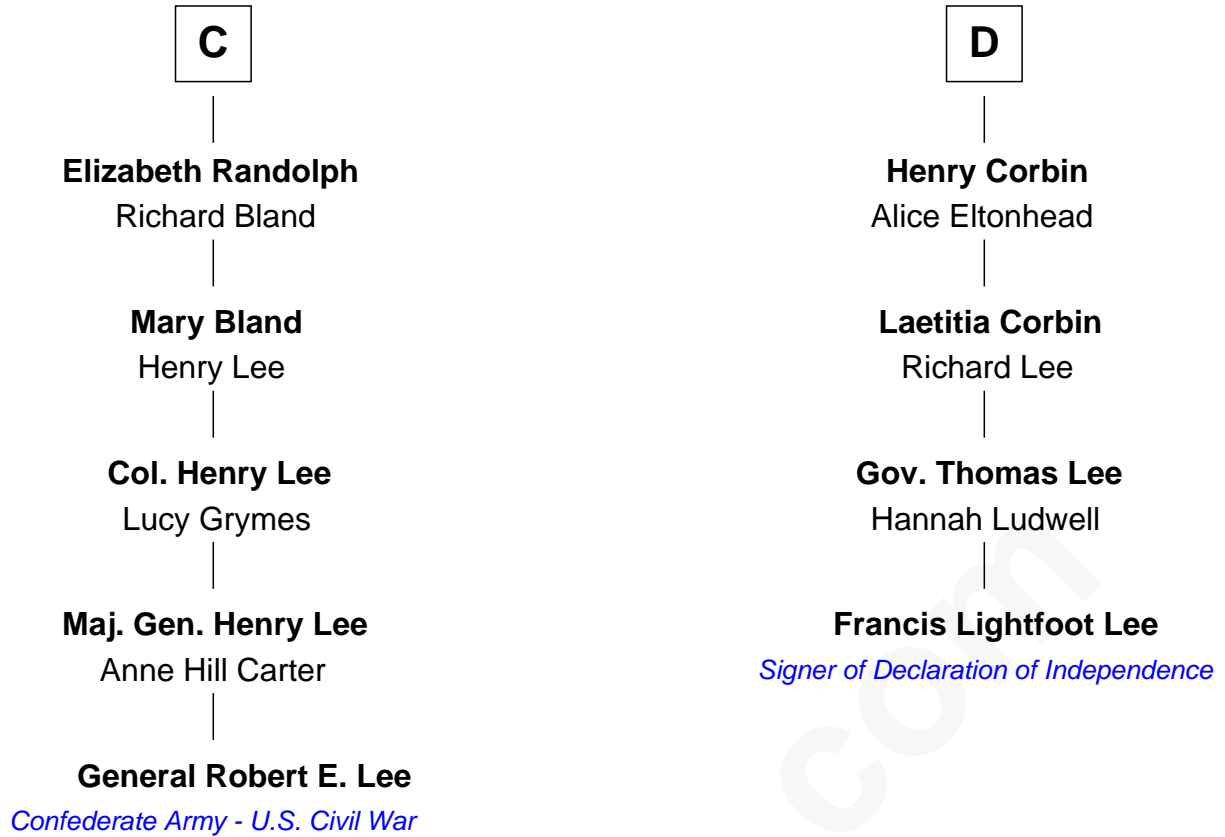 C
Elizabeth Randolph
Richard Bland
Mary Bland
Henry Lee
Col. Henry Lee
Lucy Grymes
Maj. Gen. Henry Lee
Anne Hill Carter
General Robert E. Lee
Confederate Army - U.S. Civil War
D
Henry Corbin
Alice Eltonhead
Laetitia Corbin
Richard Lee
Gov. Thomas Lee
Hannah Ludwell
Francis Lightfoot Lee
Signer of Declaration of Independence
com